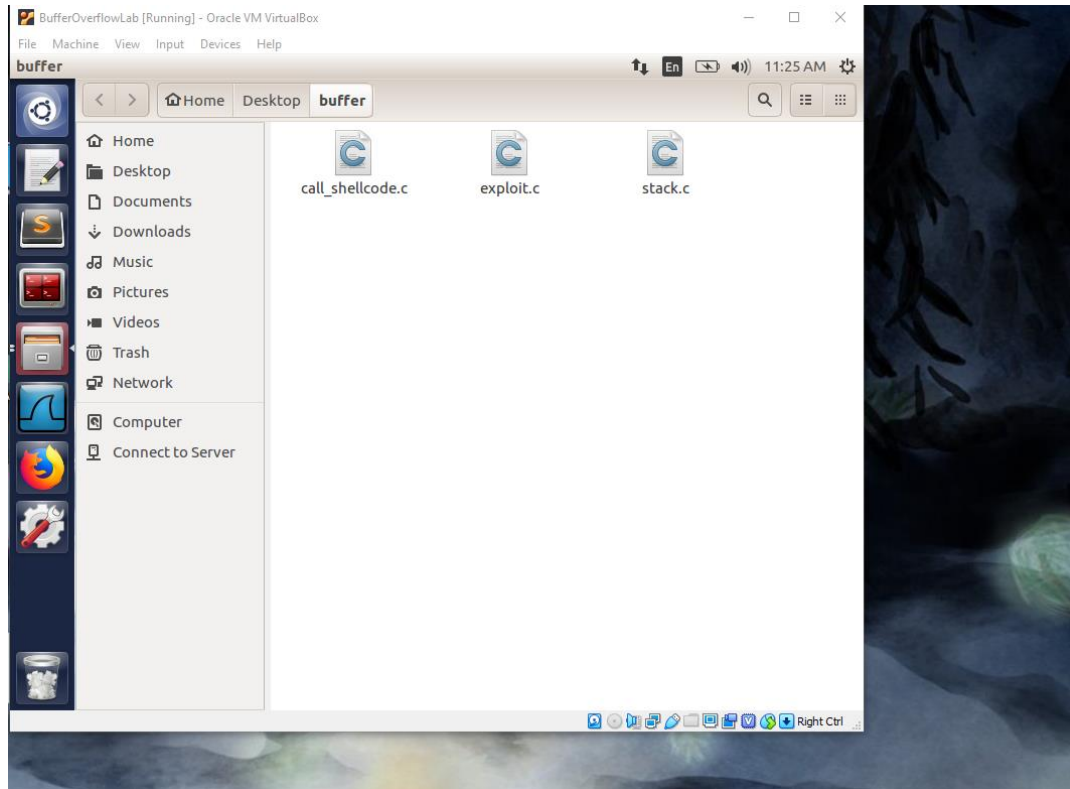 BufferOverflowLab [Running] - Oracle VM VirtualBox
File Machine View Input Devices Help
buffer En 11:25 AM
Home Desktop buffer
Home
Desktop
Documents
Downloads
Music
Pictures
Videos
Trash
Network
Computer
Connect to Server
call_shellcode.c exploit.c stack.c
Right Ctrl